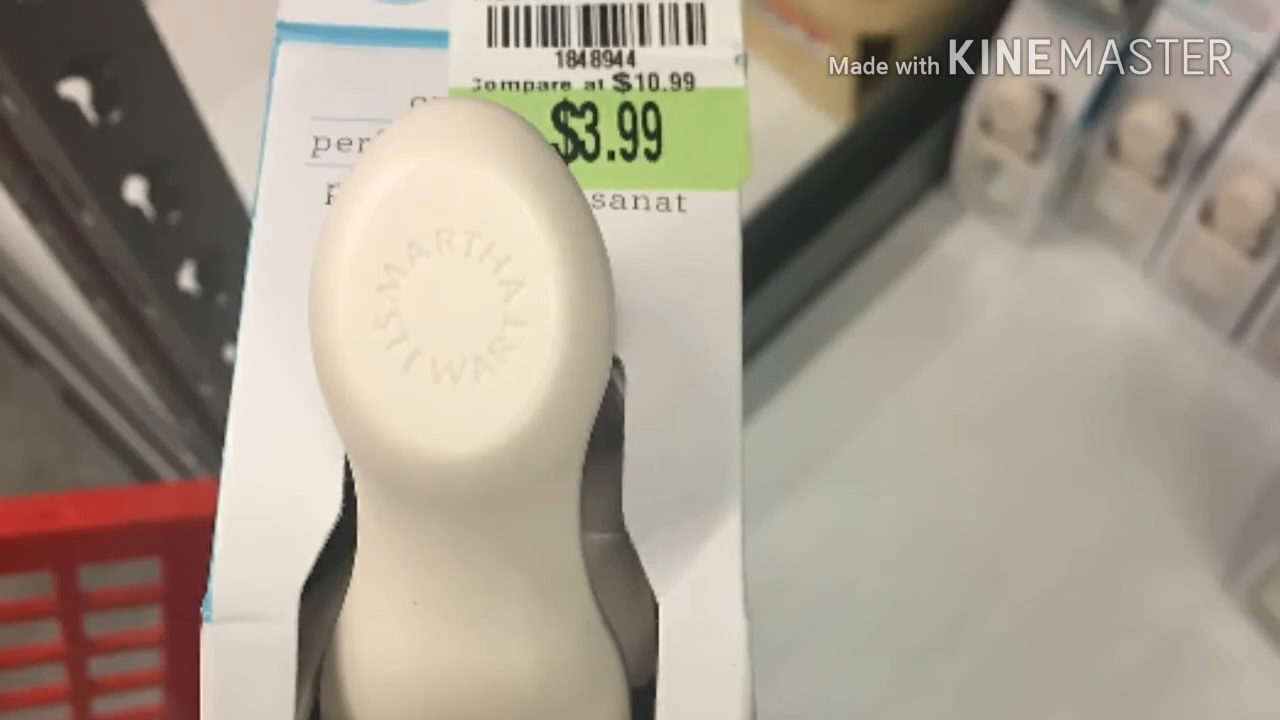 Made with KINEMASTER
1848944
Compare at $10.99
$3.99
sanat
MARTHA
STEWART